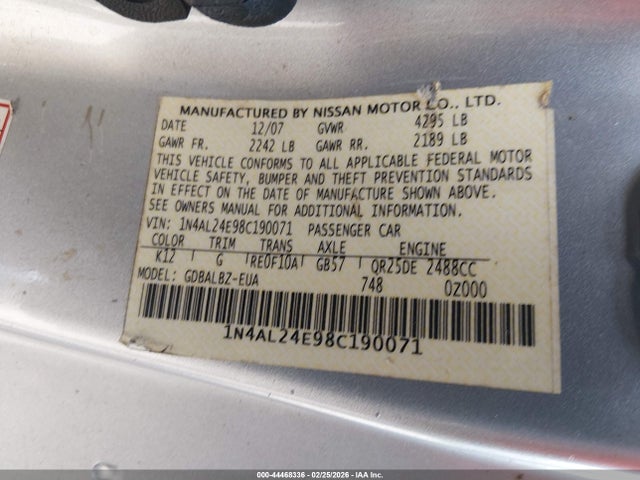 MANUFACTURED BY NISSAN MOTOR CO., LTD.
DATE 12/07 GVWR 4295 LB
GAWR FR. 2242 LB GAWR RR. 2189 LB
THIS VEHICLE CONFORMS TO ALL APPLICABLE FEDERAL MOTOR
VEHICLE SAFETY, BUMPER AND THEFT PREVENTION STANDARDS
IN EFFECT ON THE DATE OF MANUFACTURE SHOWN ABOVE.
SEE OWNERS MANUAL FOR ADDITIONAL INFORMATION.
VIN: 1N4AL24E98C190071 PASSENGER CAR
COLOR TRIM TRANS AXLE ENGINE
K12 G RE0F10A GB57 QR25DE 2488CC
MODEL: GDBALBZ-EUA 748 0Z000
1N4AL24E98C190071
000-44468336 - 02/25/2026 - IAA Inc.